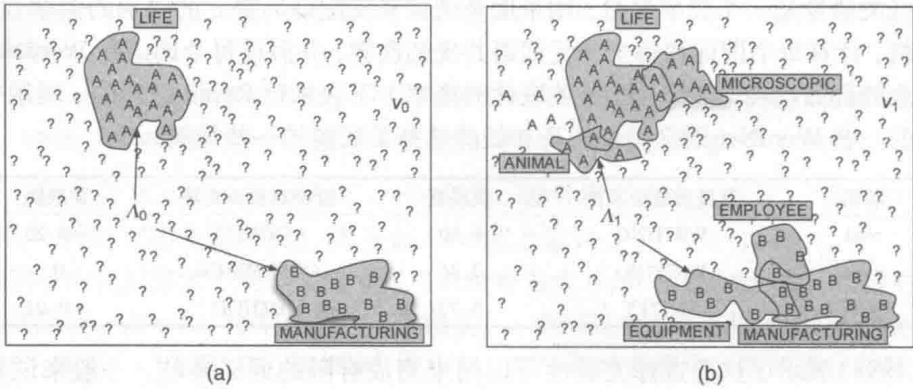 LIFE
V₀
Λ₀
MANUFACTURING
(a)
LIFE
MICROSCOPIC
V₁
ANIMAL
Λ₁
EMPLOYEE
EQUIPMENT
MANUFACTURING
(b)